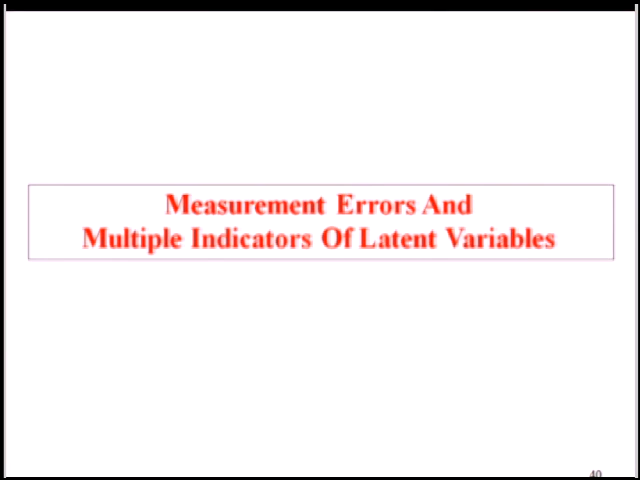 Measurement Errors And
Multiple Indicators Of Latent Variables
40